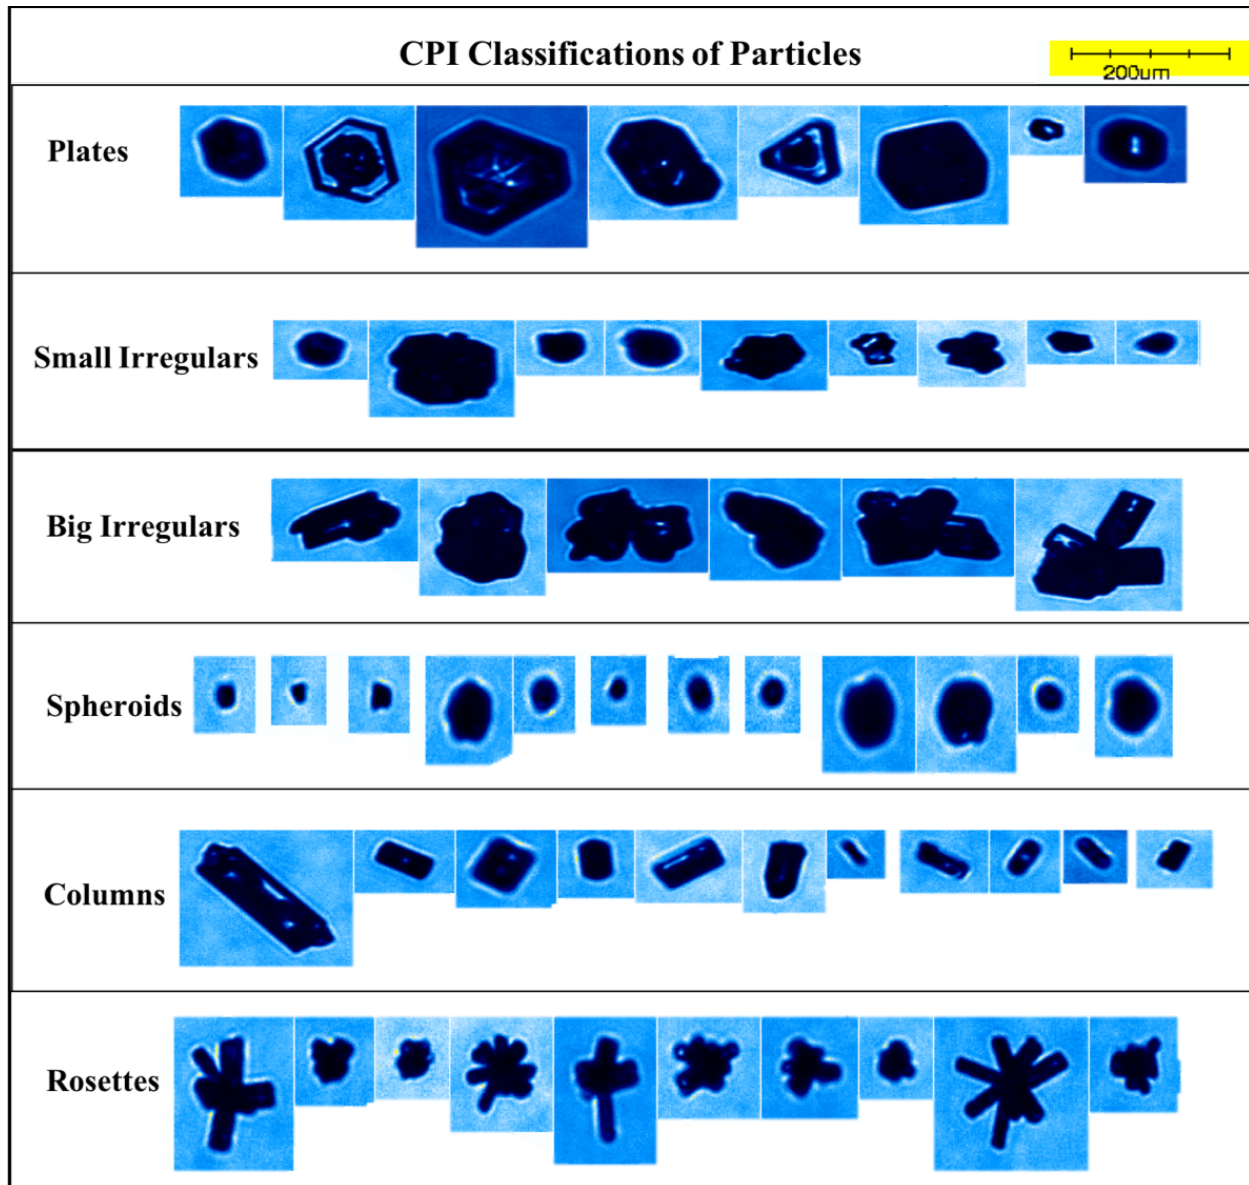 CPI Classifications of Particles
200um
Plates
Small Irregulars
Big Irregulars
Spheroids
Columns
Rosettes